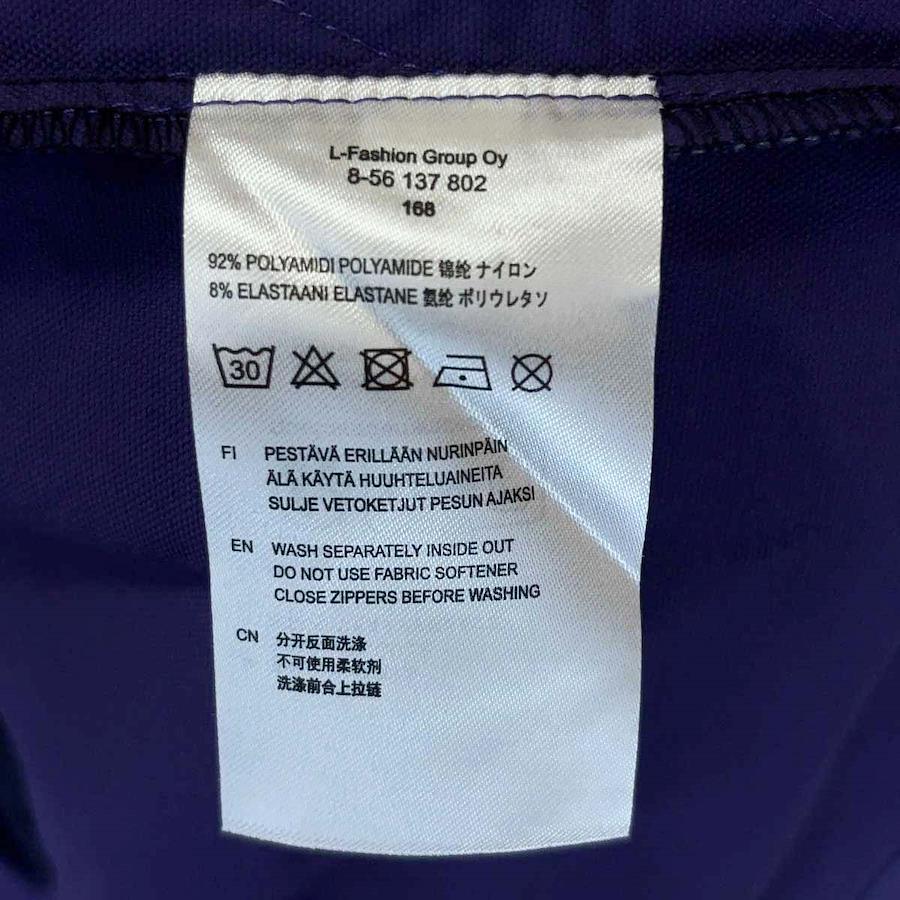 L-Fashion Group Oy
8-56 137 802
168
92% POLYAMIDI POLYAMIDE 锦纶 ナイロン
8% ELASTAANI ELASTANE 氨纶 ポリウレタソ
30
FI PESTÄVÄ ERILLÄÄN NURINPÄIN
ÄLÄ KÄYTÄ HUUHTELUAINEITA
SULJE VETOKETJUT PESUN AJAKSI
EN WASH SEPARATELY INSIDE OUT
DO NOT USE FABRIC SOFTENER
CLOSE ZIPPERS BEFORE WASHING
CN 分开反面洗涤
不可使用柔软剂
洗涤前合上拉链